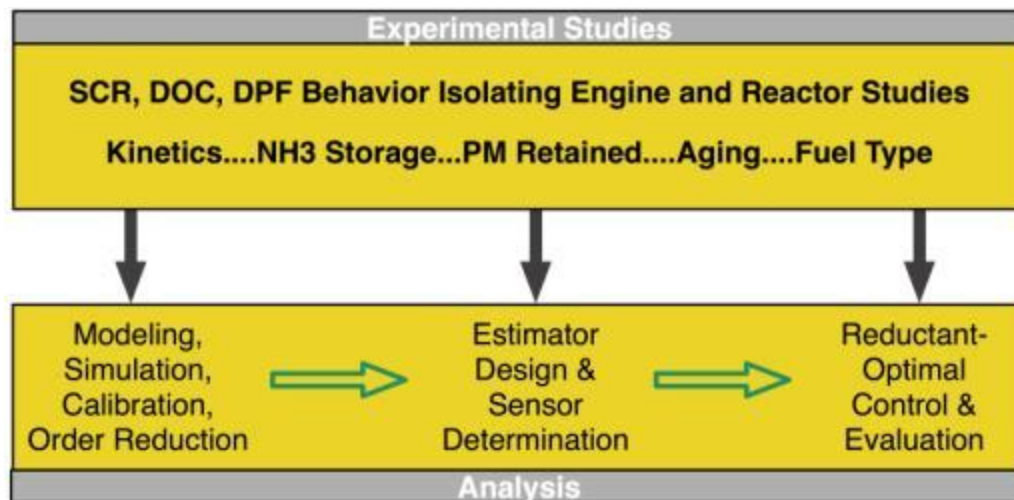 Experimental Studies
SCR, DOC, DPF Behavior Isolating Engine and Reactor Studies
Kinetics....NH3 Storage...PM Retained....Aging....Fuel Type
Modeling,
Simulation,
Calibration,
Order Reduction
Estimator
Design &
Sensor
Determination
Reductant-
Optimal
Control &
Evaluation
Analysis